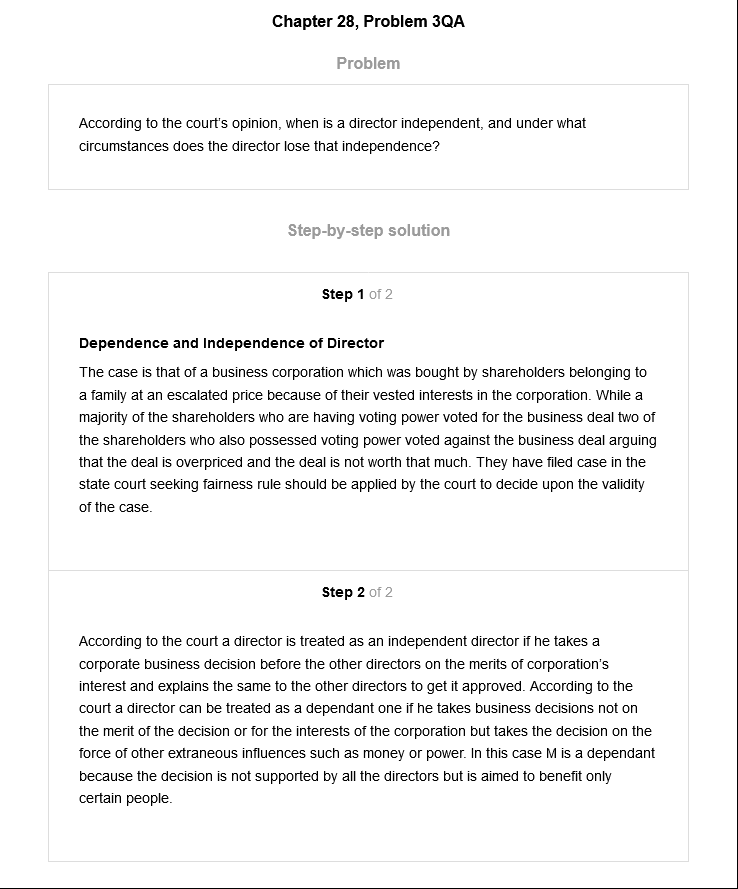 Chapter 28, Problem 3QA
Problem
According to the court's opinion, when is a director independent, and under what
circumstances does the director lose that independence?
Step-by-step solution
Step 1 of 2
Dependence and Independence of Director
The case is that of a business corporation which was bought by shareholders belonging to
a family at an escalated price because of their vested interests in the corporation. While a
majority of the shareholders who are having voting power voted for the business deal two of
the shareholders who also possessed voting power voted against the business deal arguing
that the deal is overpriced and the deal is not worth that much. They have filed case in the
state court seeking fairness rule should be applied by the court to decide upon the validity
of the case.
Step 2 of 2
According to the court a director is treated as an independent director if he takes a
corporate business decision before the other directors on the merits of corporation's
interest and explains the same to the other directors to get it approved. According to the
court a director can be treated as a dependant one if he takes business decisions not on
the merit of the decision or for the interests of the corporation but takes the decision on the
force of other extraneous influences such as money or power. In this case M is a dependant
because the decision is not supported by all the directors but is aimed to benefit only
certain people.